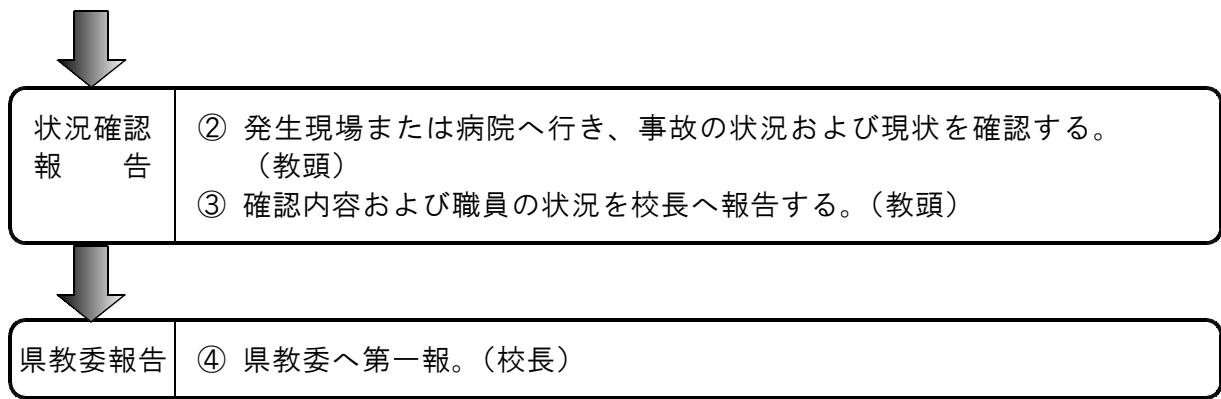 状況確認
報　　告
② 発生現場または病院へ行き、事故の状況および現状を確認する。
（教頭）
③ 確認内容および職員の状況を校長へ報告する。（教頭）
県教委報告
④ 県教委へ第一報。（校長）